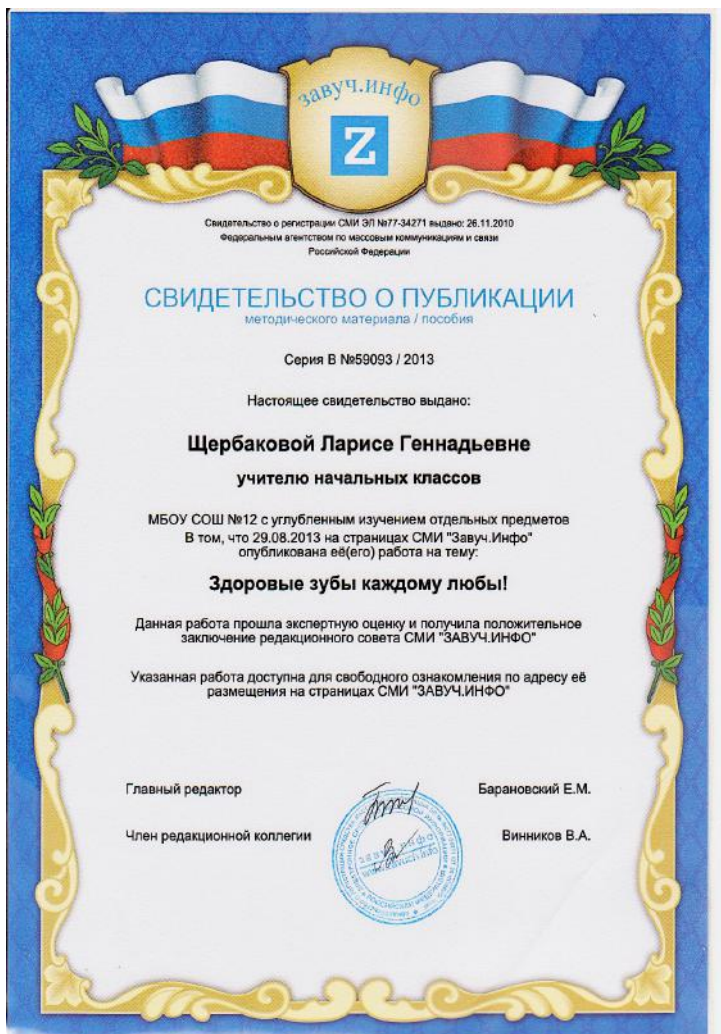 завуч.инфо
Z
Свидетельство о регистрации СМИ ЭЛ №77-34271 выдано: 26.11.2010
Федеральным агентством по массовым коммуникациям и связи
Российской Федерации
СВИДЕТЕЛЬСТВО О ПУБЛИКАЦИИ
методического материала / пособия
Серия В №59093 / 2013
Настоящее свидетельство выдано:
Щербаковой Ларисе Геннадьевне
учителю начальных классов
МБОУ СОШ №12 с углубленным изучением отдельных предметов
В том, что 29.08.2013 на страницах СМИ "Завуч.Инфо"
опубликована её(его) работа на тему:
Здоровые зубы каждому любы!
Данная работа прошла экспертную оценку и получила положительное
заключение редакционного совета СМИ "ЗАВУЧ.ИНФО"
Указанная работа доступна для свободного ознакомления по адресу её
размещения на страницах СМИ "ЗАВУЧ.ИНФО"
Главный редактор
Барановский Е.М.
Член редакционной коллегии
Винников В.А.
завуч.инфо